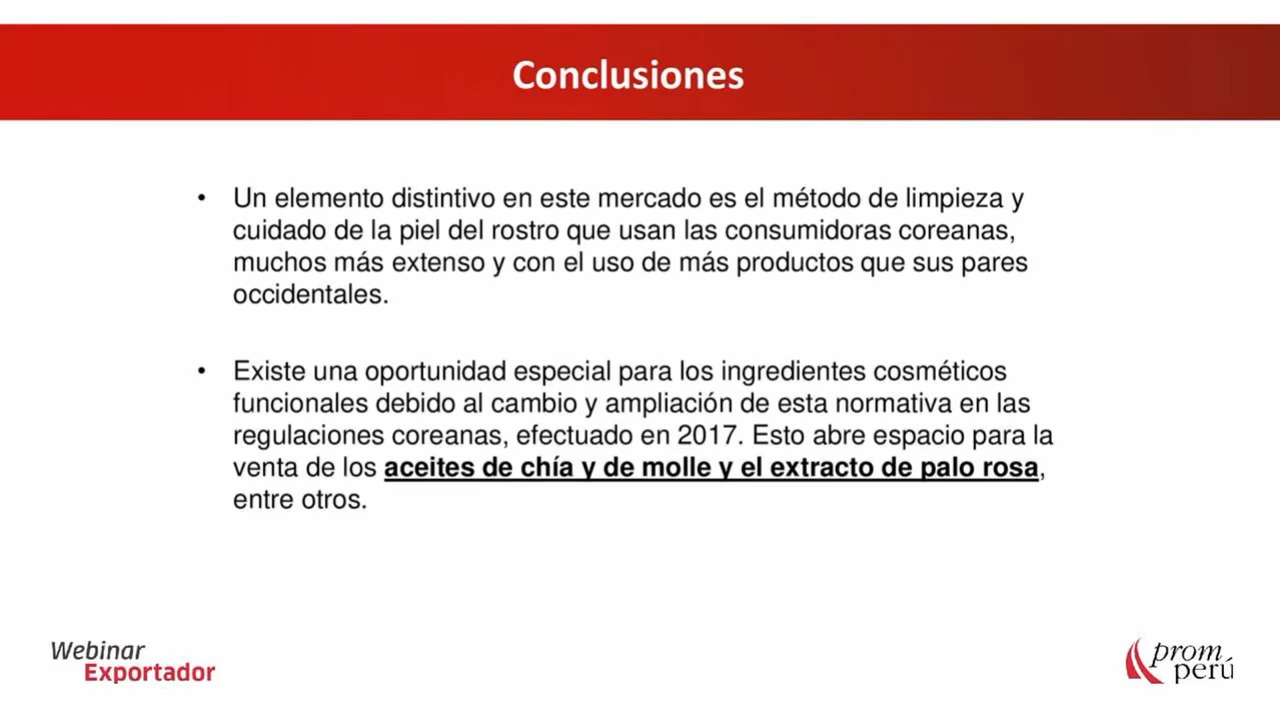 Conclusiones
• Un elemento distintivo en este mercado es el método de limpieza y
cuidado de la piel del rostro que usan las consumidoras coreanas,
muchos más extenso y con el uso de más productos que sus pares
occidentales.
• Existe una oportunidad especial para los ingredientes cosméticos
funcionales debido al cambio y ampliación de esta normativa en las
regulaciones coreanas, efectuado en 2017. Esto abre espacio para la
venta de los aceites de chía y de molle y el extracto de palo rosa,
entre otros.
Webinar
Exportador
prom
perú